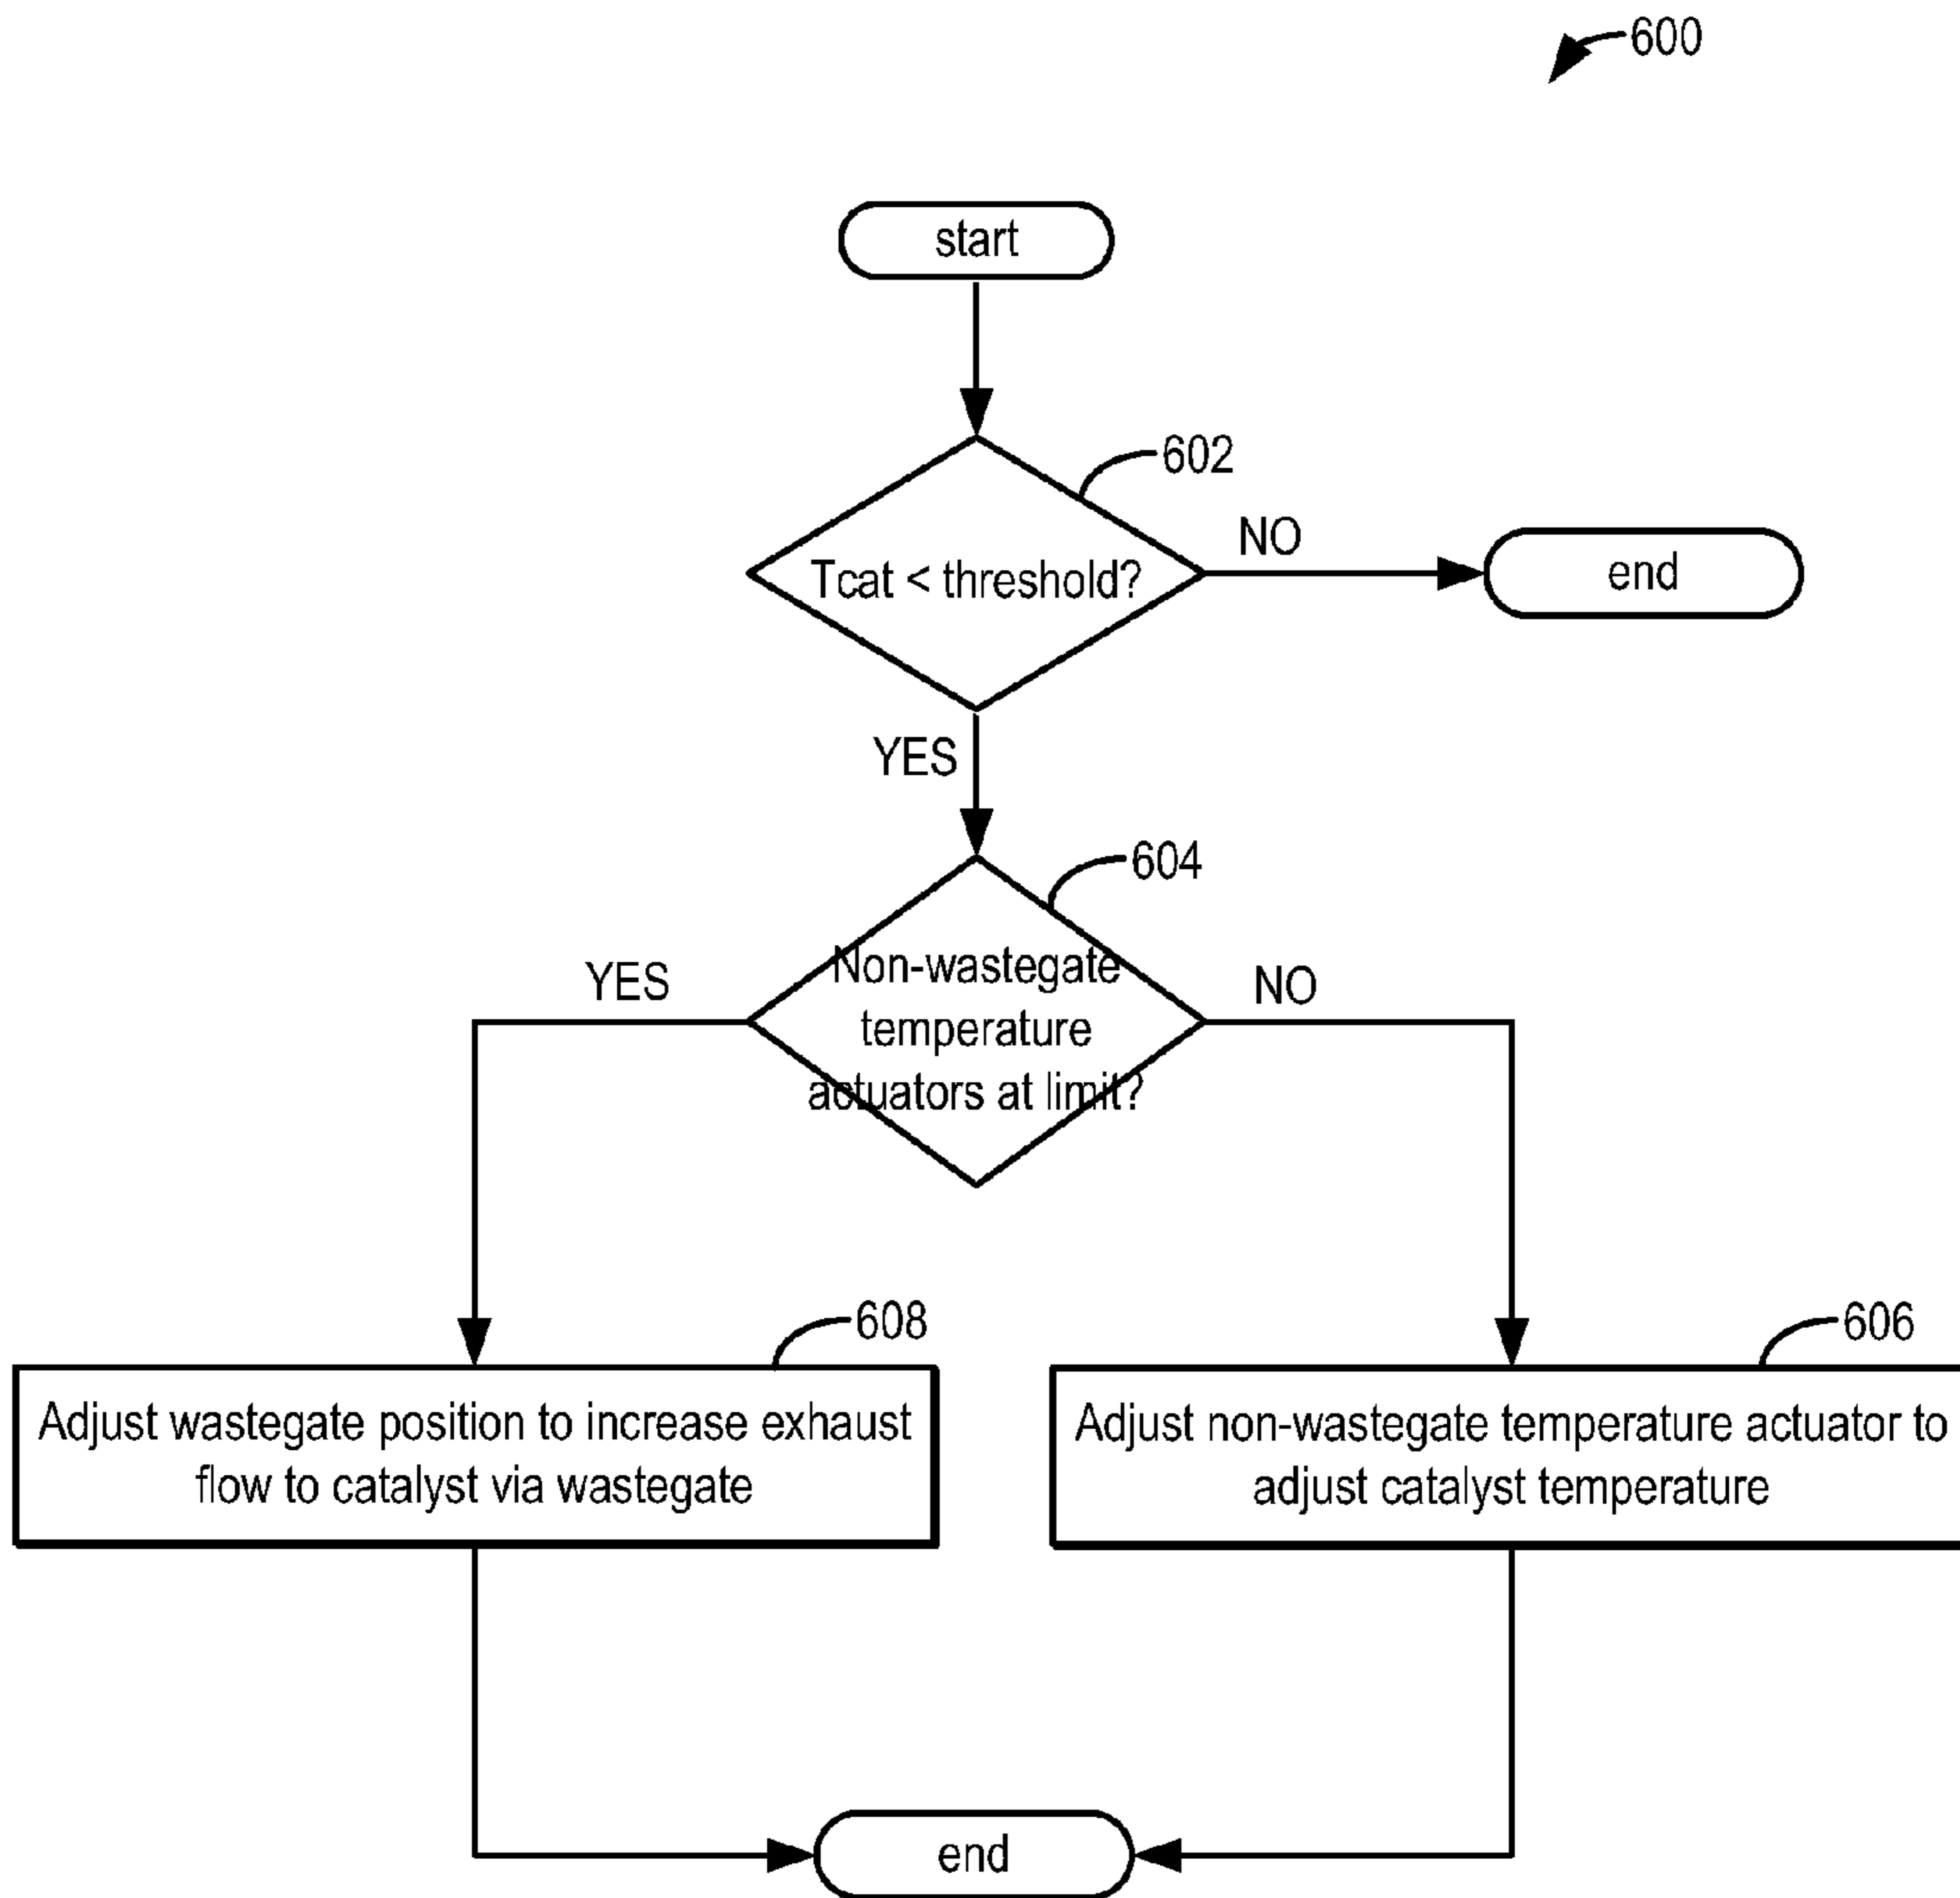 600
start
602
Tcat < threshold?
NO
end
YES
604
Non-wastegate
temperature
actuators at limit?
YES
NO
608
606
Adjust wastegate position to increase exhaust
flow to catalyst via wastegate
Adjust non-wastegate temperature actuator to
adjust catalyst temperature
end